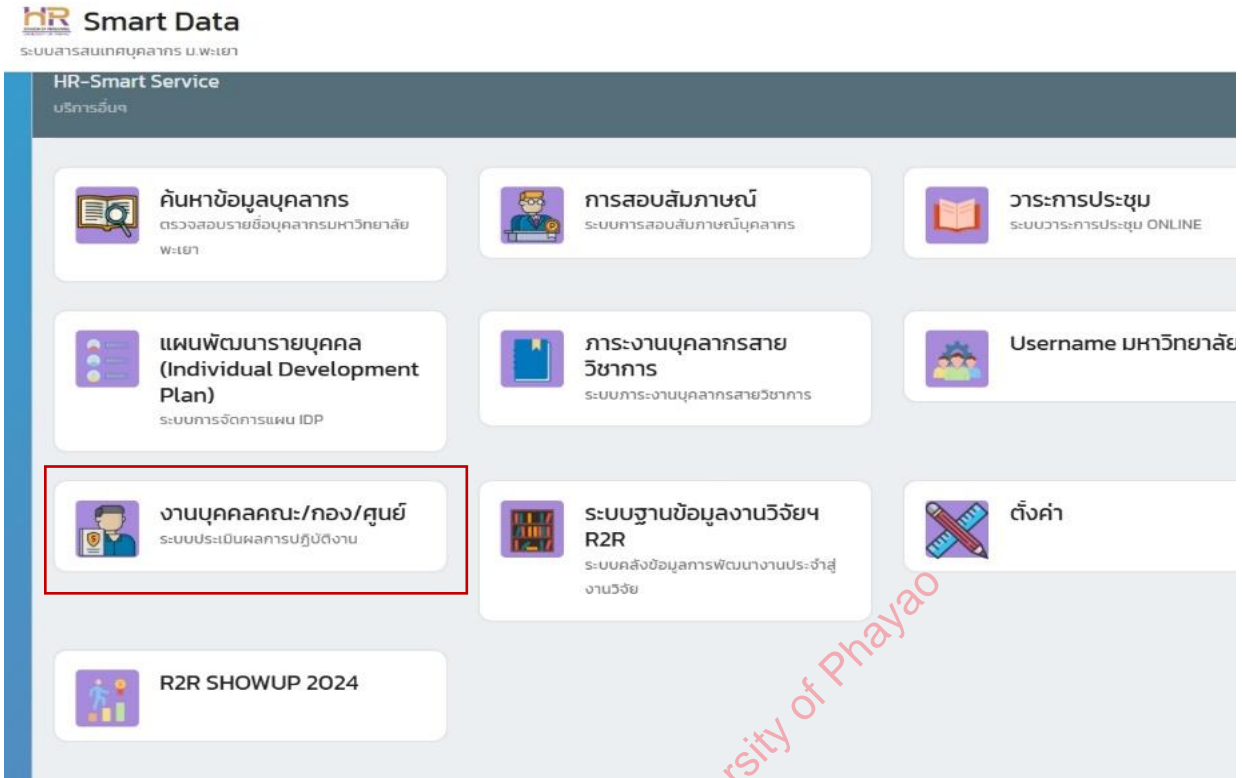 HR Smart Data
ระบบสารสนเทศบุคลากร ม.พะเยา
HR-Smart Service
บริการอื่นๆ
ค้นหาข้อมูลบุคลากร
ตรวจสอบรายชื่อบุคลากรมหาวิทยาลัย
พะเยา
การสอบสัมภาษณ์
ระบบการสอบสัมภาษณ์บุคลากร
วาระการประชุม
ระบบวาระการประชุม ONLINE
แผนพัฒนารายบุคคล
(Individual Development
Plan)
ระบบการจัดการแผน IDP
ภาระงานบุคลากรสาย
วิชาการ
ระบบภาระงานบุคลากรสายวิชาการ
Username มหาวิทยาลัย
งานบุคคลคณะ/กอง/ศูนย์
ระบบประเมินผลการปฏิบัติงาน
ระบบฐานข้อมูลงานวิจัยฯ
R2R
ระบบคลังข้อมูลการพัฒนางานประจำสู่
งานวิจัย
ตั้งค่า
R2R SHOWUP 2024
rsity of Phayao